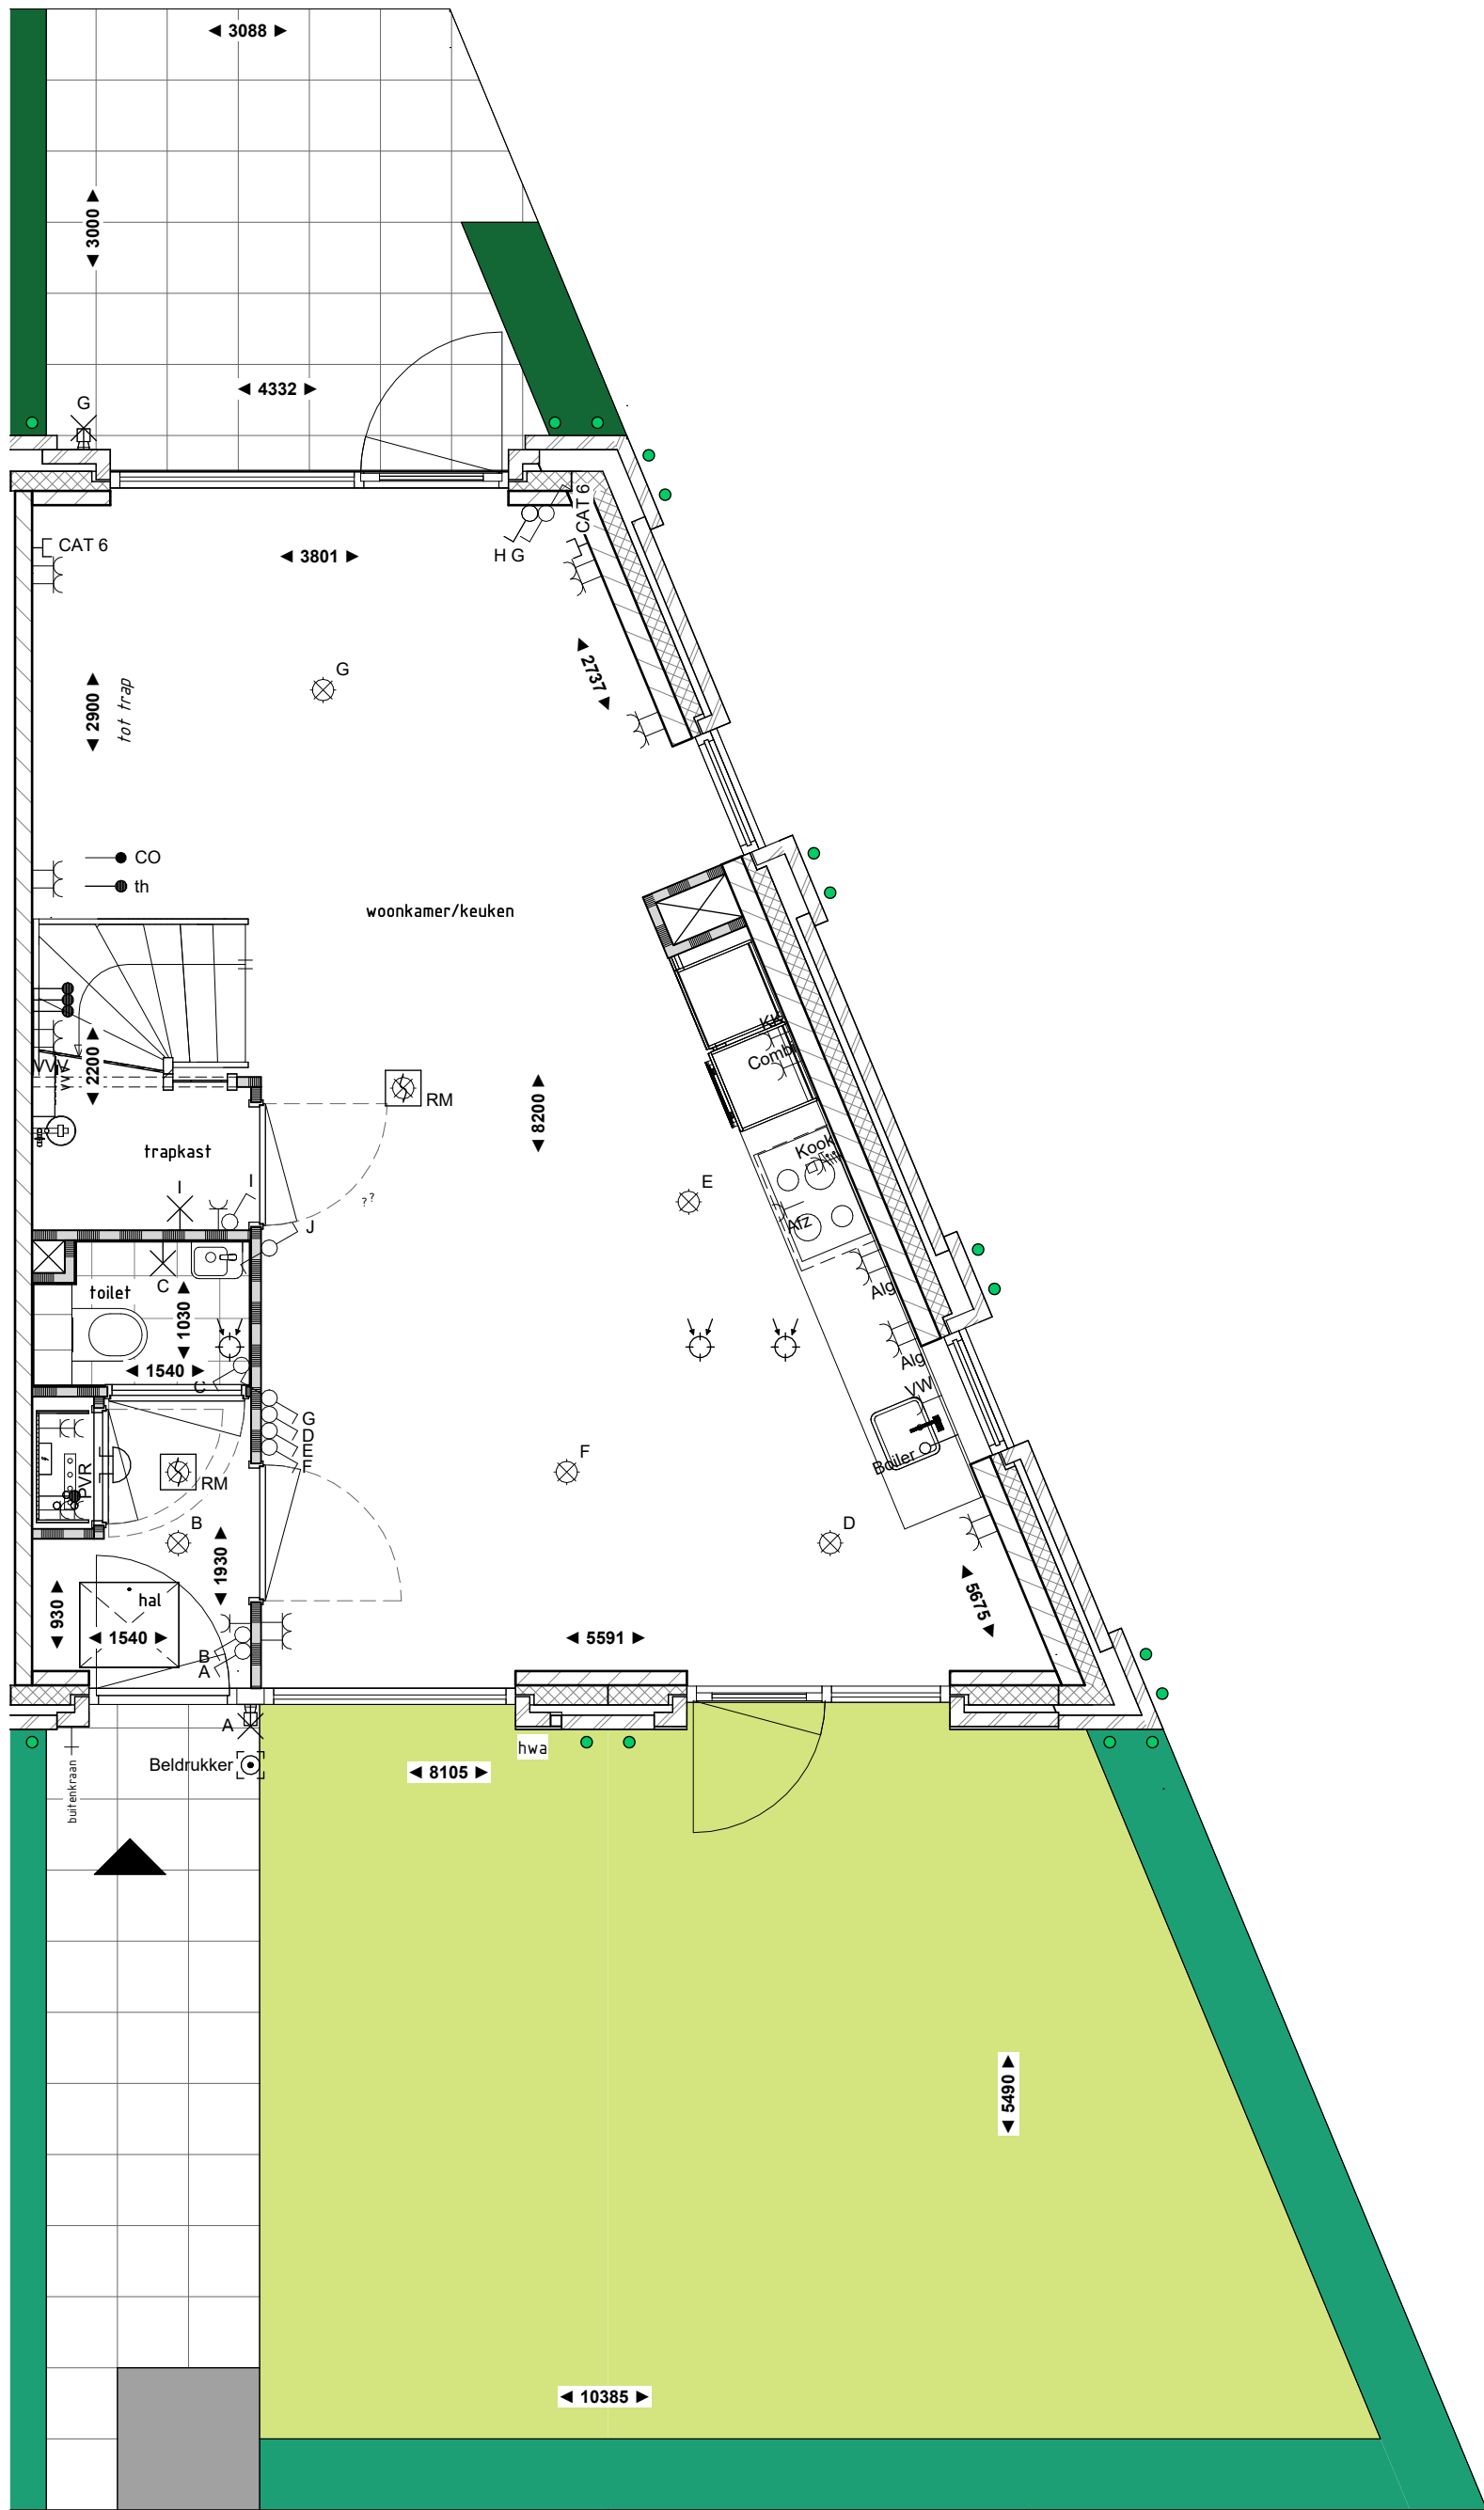 3088
3000
4332
G
CAT 6
CAT 6
H G
3801
2737
G
2900
tot trap
CO
th
woonkamer/keuken
KK
Combi
2200
RM
8200
trapkast
Kook
??
I
I
E
J
Afz
C
toilet
1030
Alg
1540
Alg
C
VW
G
D
E
F
F
Boiler
PVR
RM
B
D
1930
930
hal
5675
1540
5591
B
A
A
hwa
Beldrukker
8105
buitenkraan
5490
10385